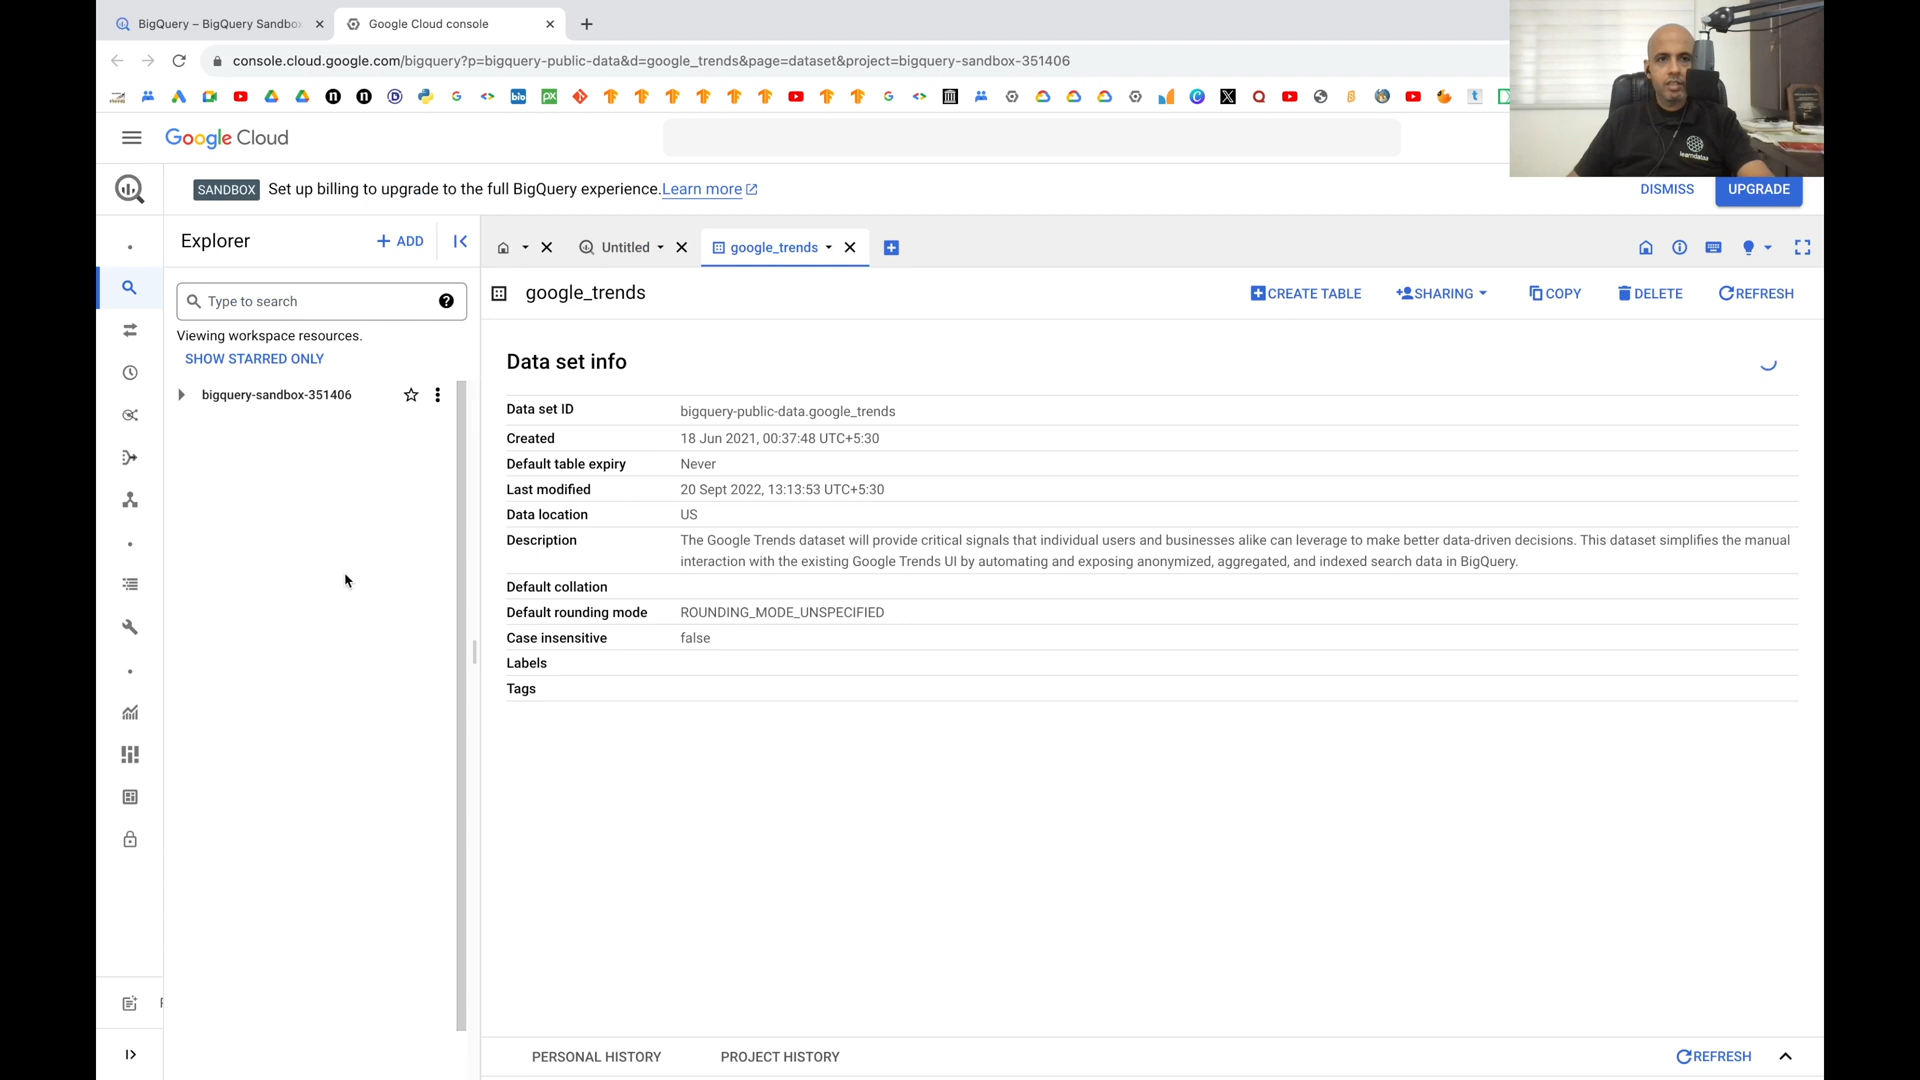 BigQuery – BigQuery Sandbox
Google Cloud console
console.cloud.google.com/bigquery?p=bigquery-public-data&d=google_trends&page=dataset&project=bigquery-sandbox-351406
Google Cloud
SANDBOX Set up billing to upgrade to the full BigQuery experience. Learn more
DISMISS
UPGRADE
Explorer
+ ADD
Untitled
google_trends
Type to search
google_trends
CREATE TABLE
SHARING
COPY
DELETE
REFRESH
Viewing workspace resources.
SHOW STARRED ONLY
bigquery-sandbox-351406
Data set info
Data set ID bigquery-public-data.google_trends
Created 18 Jun 2021, 00:37:48 UTC+5:30
Default table expiry Never
Last modified 20 Sept 2022, 13:13:53 UTC+5:30
Data location US
Description The Google Trends dataset will provide critical signals that individual users and businesses alike can leverage to make better data-driven decisions. This dataset simplifies the manual
interaction with the existing Google Trends UI by automating and exposing anonymized, aggregated, and indexed search data in BigQuery.
Default collation
Default rounding mode ROUNDING_MODE_UNSPECIFIED
Case insensitive false
Labels
Tags
PERSONAL HISTORY
PROJECT HISTORY
REFRESH
learndataa